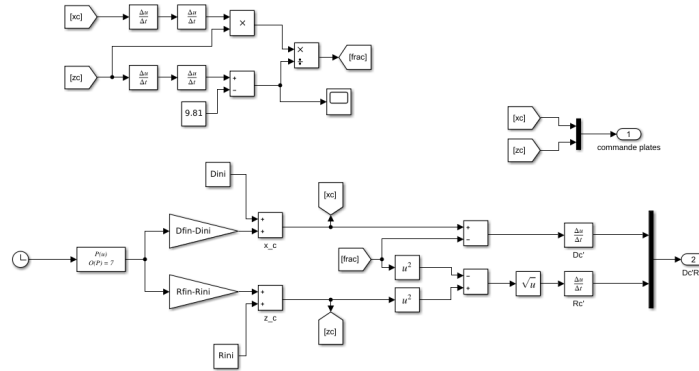 [xc]
Δu
Δt
Δu
Δt
×
[zc]
Δu
Δt
Δu
Δt
+
−
×
÷
[frac]
9.81
[xc]
[zc]
1
commande plates
Dini
[xc]
Dfin-Dini
+
+
x_c
+
−
Δu
Δt
Dc'
P(u)
O(P) = 7
[frac]
u²
−
+
√u
Δu
Δt
Rc'
2
Dc'R
Rfin-Rini
+
+
z_c
u²
[zc]
Rini